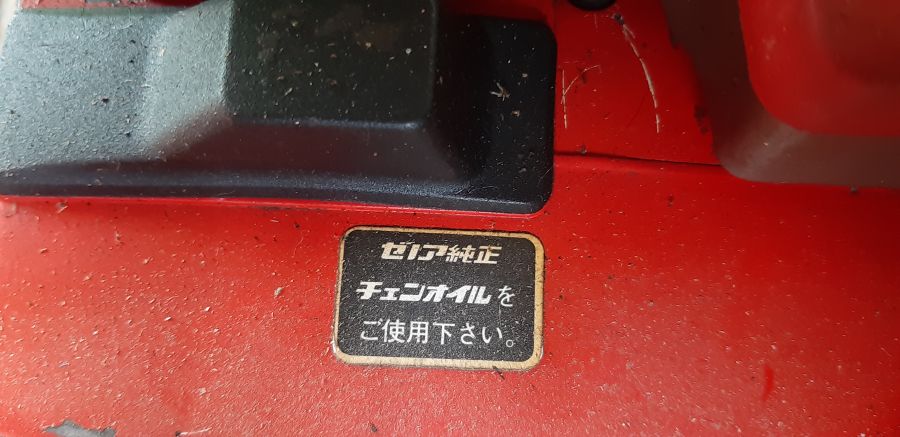 ゼノア純正
チェンオイルを
ご使用下さい。